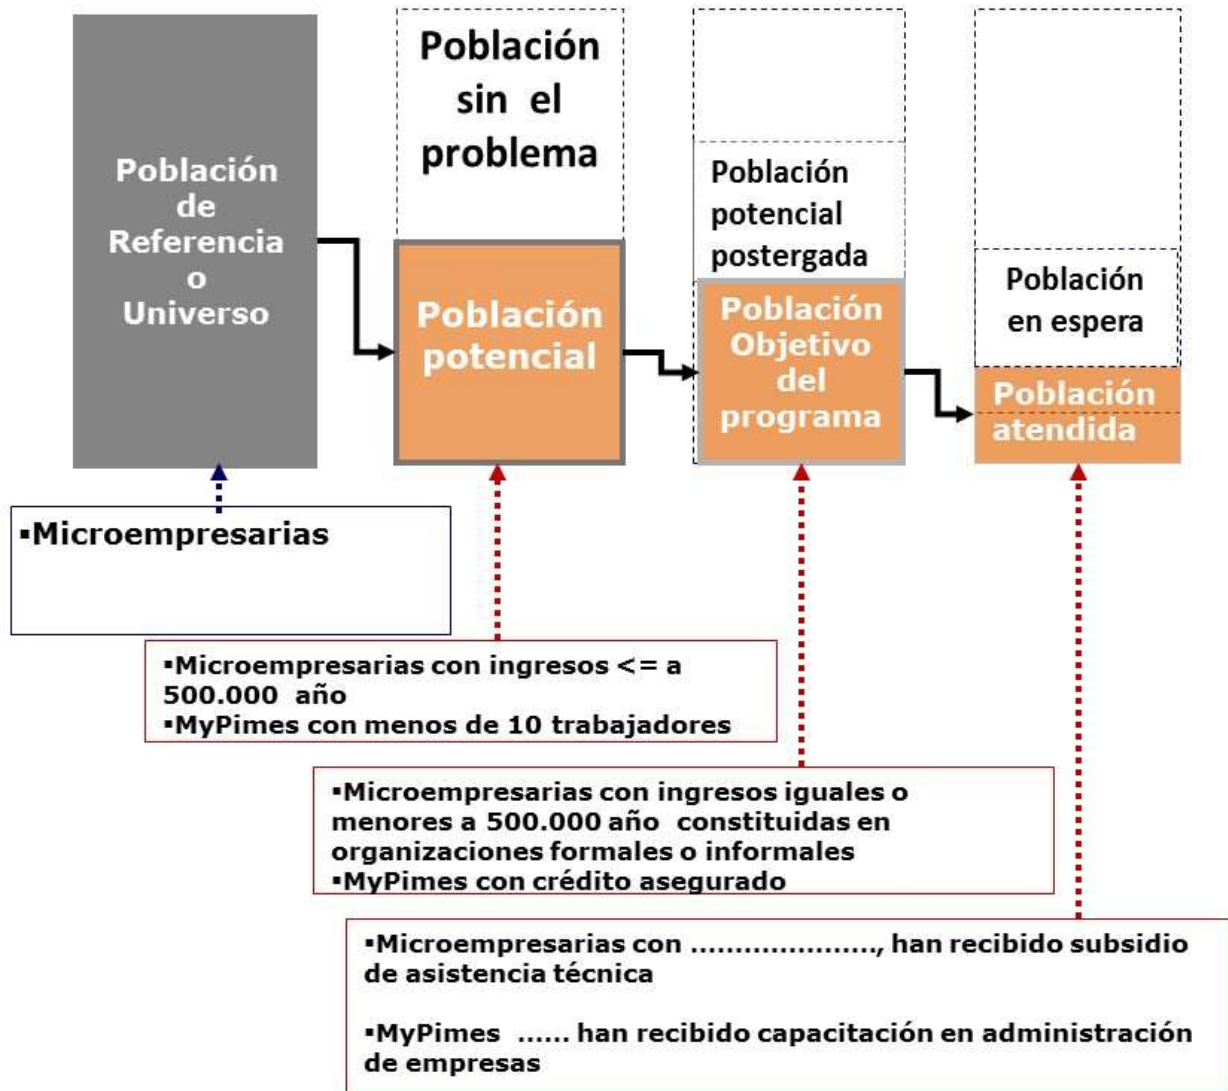 Población
de
Referencia
o
Universo
Población
sin el
problema
Población
potencial
Población
potencial
postergada
Población
Objetivo
del
programa
Población
en espera
Población
atendida
▪Microempresarias
▪Microempresarias con ingresos <= a
500.000 año
▪MyPimes con menos de 10 trabajadores
▪Microempresarias con ingresos iguales o
menores a 500.000 año constituidas en
organizaciones formales o informales
▪MyPimes con crédito asegurado
▪Microempresarias con ....................., han recibido subsidio
de asistencia técnica
▪MyPimes ...... han recibido capacitación en administración
de empresas